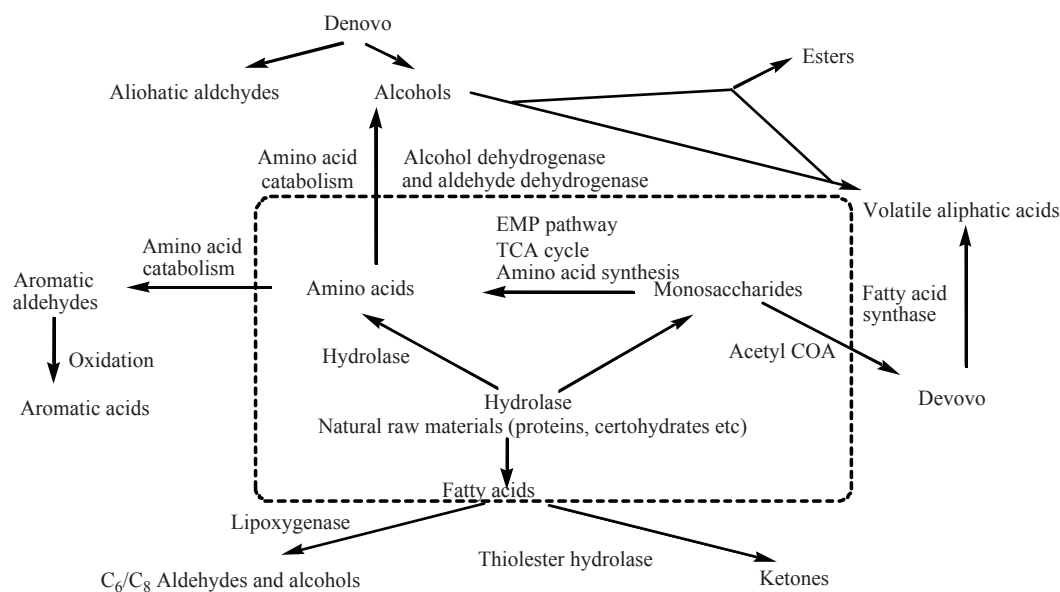 Denovo
Esters
Aliohatic aldchydes
Alcohols
Amino acid
catabolism
Alcohol dehydrogenase
and aldehyde dehydrogenase
Volatile aliphatic acids
EMP pathway
TCA cycle
Amino acid synthesis
Amino acid
catabolism
Aromatic
aldehydes
Amino acids
Monosaccharides
Fatty acid
synthase
Oxidation
Hydrolase
Acetyl COA
Aromatic acids
Hydrolase
Devovo
Natural raw materials (proteins, certohydrates etc)
Fatty acids
Lipoxygenase
Thiolester hydrolase
C₆/C₈ Aldehydes and alcohols
Ketones